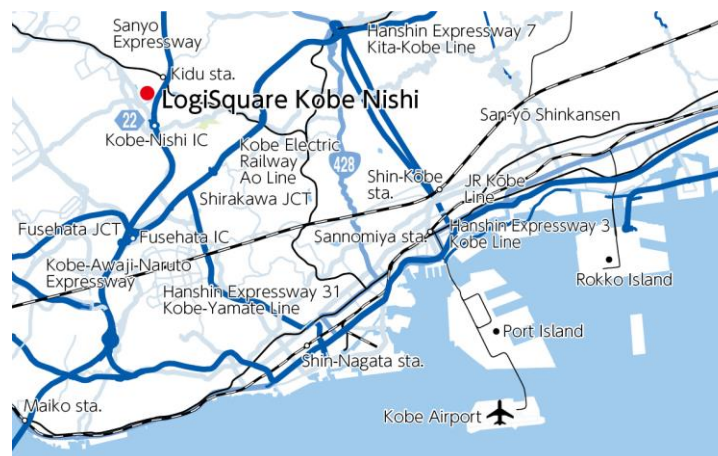 Sanyo
Expressway
Hanshin Expressway 7
Kita-Kobe Line
Kidu sta.
LogiSquare Kobe Nishi
22
Kobe-Nishi IC
San-yō Shinkansen
Kobe Electric
Railway
Ao Line
428
Shin-Kōbe
sta.
JR Kōbe
Line
Shirakawa JCT
Fusehata JCT
Fusehata IC
Sannomiya sta.
Hanshin Expressway 3
Kobe Line
Kobe-Awaji-Naruto
Expressway
Hanshin Expressway 31
Kobe-Yamate Line
Rokko Island
Port Island
Shin-Nagata sta.
Maiko sta.
Kobe Airport